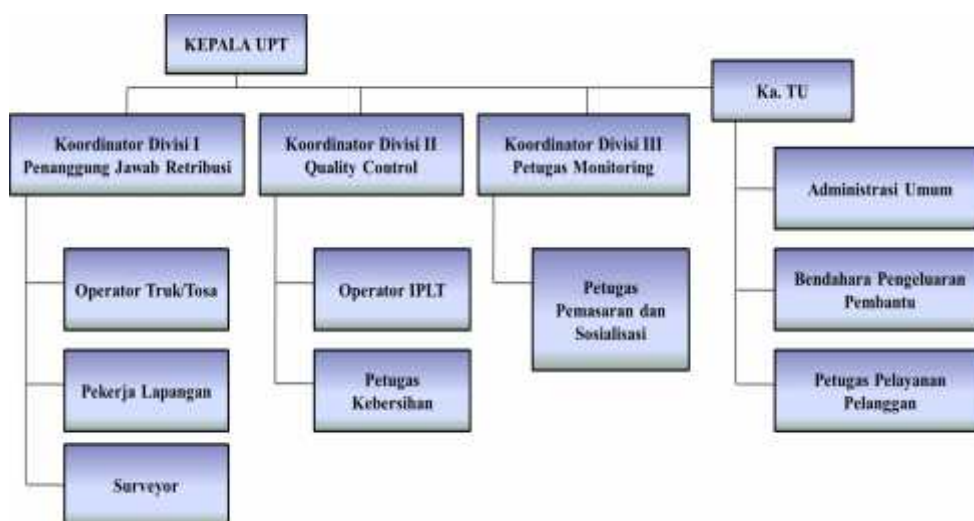 KEPALA UPT
Ka. TU
Koordinator Divisi I
Penanggung Jawab Retribusi
Koordinator Divisi II
Quality Control
Koordinator Divisi III
Petugas Monitoring
Administrasi Umum
Operator Truk/Tosa
Operator IPLT
Petugas
Pemasaran dan
Sosialisasi
Bendahara Pengeluaran
Pembantu
Pekerja Lapangan
Petugas
Kebersihan
Petugas Pelayanan
Pelanggan
Surveyor